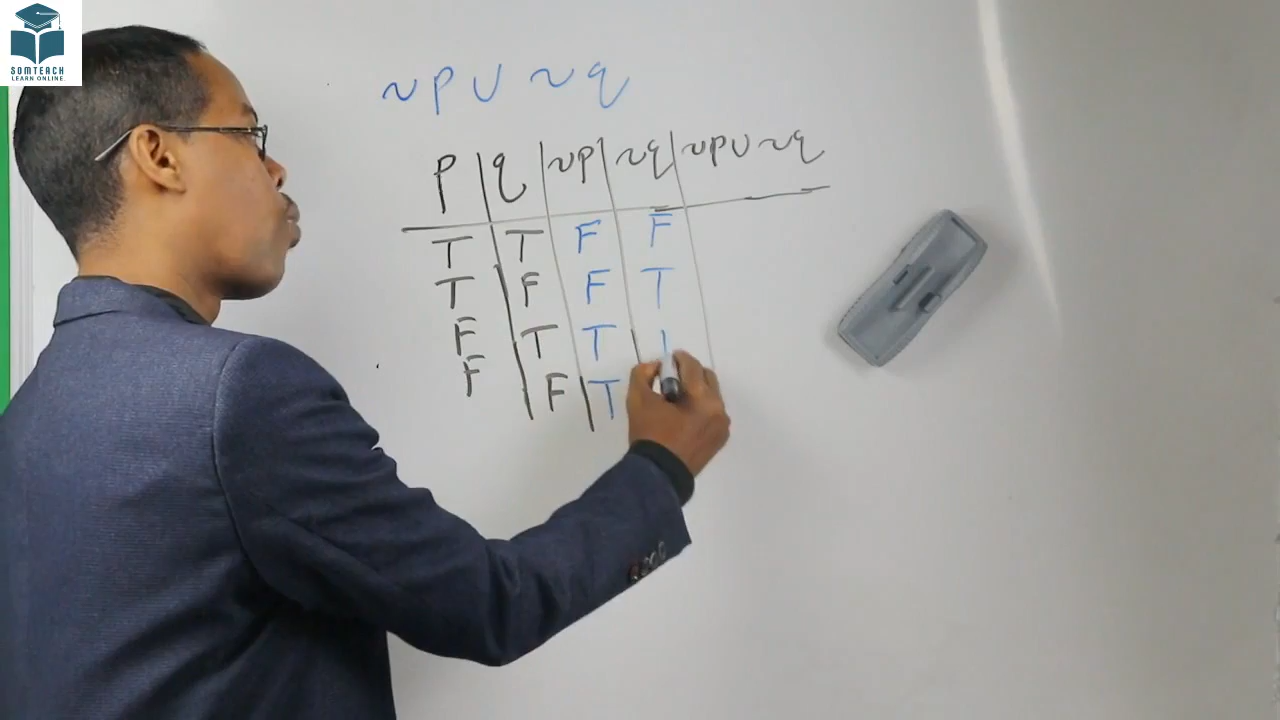 SOMTEACH
LEARN ONLINE.
~p∪ ~q
p q ~p ~q ~p∪ ~q
T T F F
T F F T
F T T
F F T